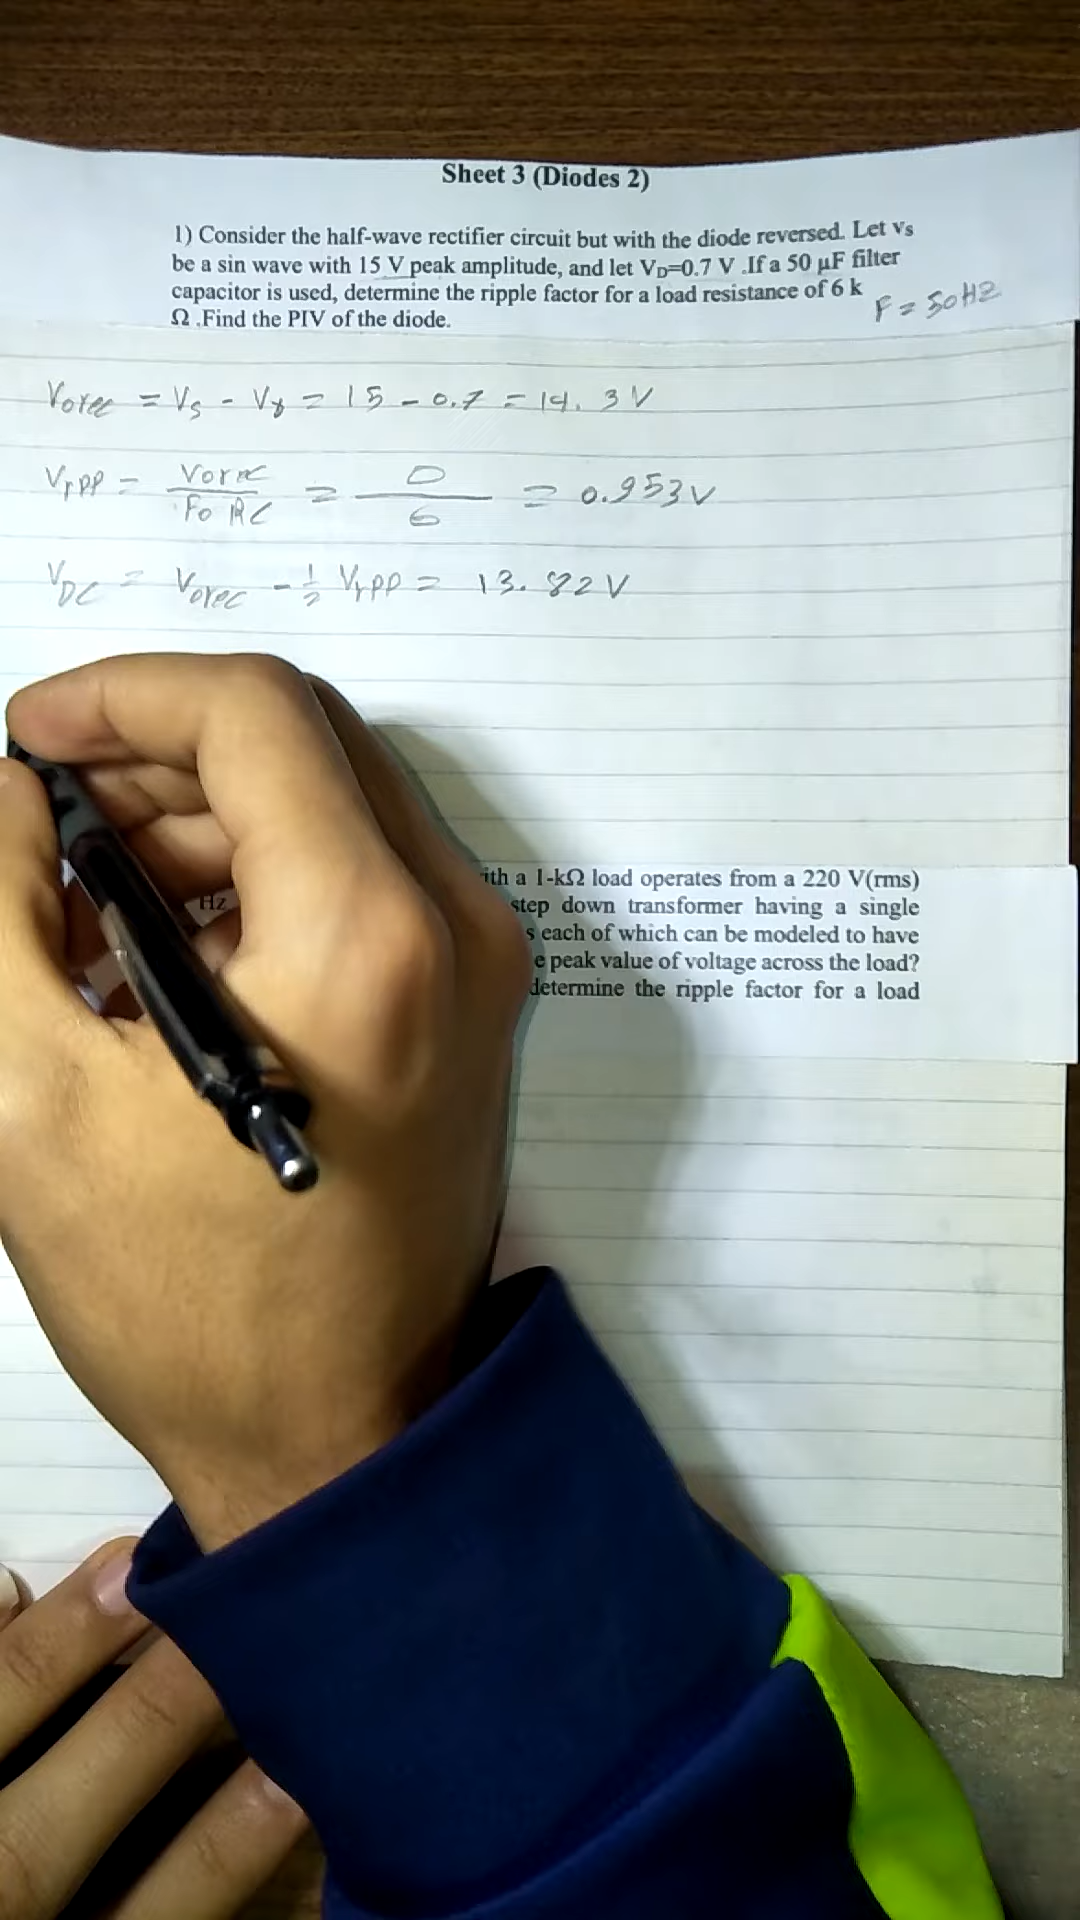 Sheet 3 (Diodes 2)
1) Consider the half-wave rectifier circuit but with the diode reversed. Let vs
be a sin wave with 15 V peak amplitude, and let VD=0.7 V .If a 50 μF filter
capacitor is used, determine the ripple factor for a load resistance of 6 k
Ω .Find the PIV of the diode.
F = 50Hz
Vorec = Vs - Vγ = 15 - 0.7 = 14.3 V
Vrpp = Vorec / Fo RC = 0 / 6 = 0.953 V
VDC = Vorec - 1/2 Vrpp = 13.82 V
ith a 1-kΩ load operates from a 220 V(rms)
Hz step down transformer having a single
s each of which can be modeled to have
e peak value of voltage across the load?
determine the ripple factor for a load